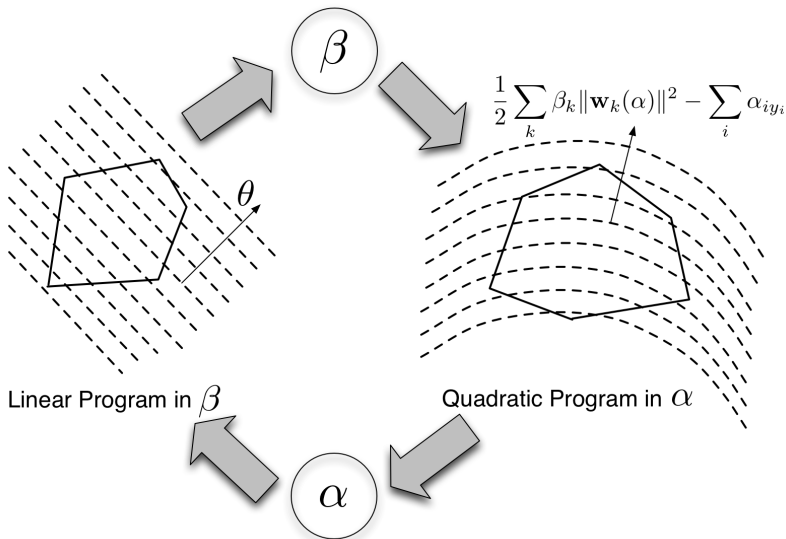 β
½ ∑_k β_k ‖w_k(α)‖² − ∑_i α_{iy_i}
θ
Linear Program in β
Quadratic Program in α
α